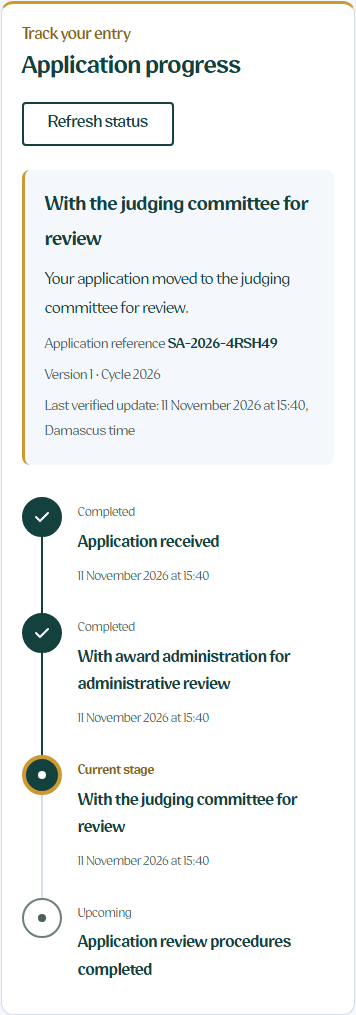 Track your entry
Application progress
Refresh status
With the judging committee for
review
Your application moved to the judging
committee for review.
Application reference SA-2026-4RSH49
Version 1 · Cycle 2026
Last verified update: 11 November 2026 at 15:40,
Damascus time
Completed
Application received
11 November 2026 at 15:40
Completed
With award administration for
administrative review
11 November 2026 at 15:40
Current stage
With the judging committee for
review
11 November 2026 at 15:40
Upcoming
Application review procedures
completed